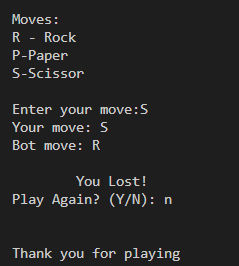 Moves:
R - Rock
P-Paper
S-Scissor
Enter your move:S
Your move: S
Bot move: R
You Lost!
Play Again? (Y/N): n
Thank you for playing